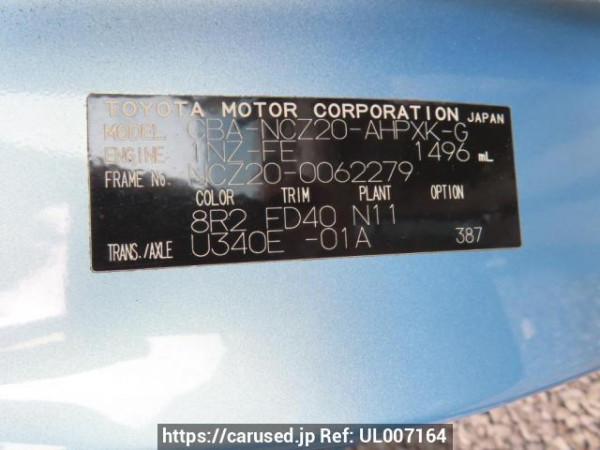 TOYOTA MOTOR CORPORATION JAPAN
MODEL CBA-NCZ20-AHPXK-G
ENGINE 1NZ-FE 1496 mL
FRAME No. NCZ20-0062279
COLOR TRIM PLANT OPTION
8R2 FD40 N11
TRANS./AXLE U340E -01A 387
https://carused.jp Ref: UL007164